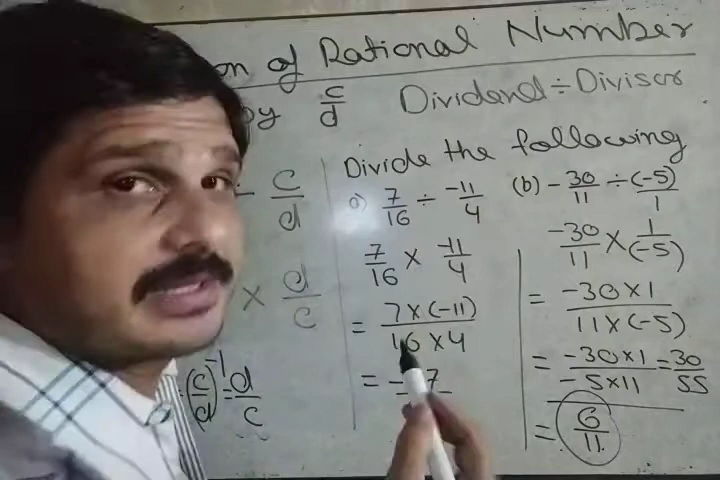 on of Rational Number
by c/d Dividend ÷ Divisor
÷ c/d
× d/c
(c/d)⁻¹ = d/c
Divide the following
a) 7/16 ÷ -11/4
7/16 × -11/4
= 7×(-11)/16×4
= -7
(b) -30/11 ÷ (-5)/1
-30/11 × 1/(-5)
= -30×1/11×(-5)
= -30×1/-5×11 = 30/55
= 6/11